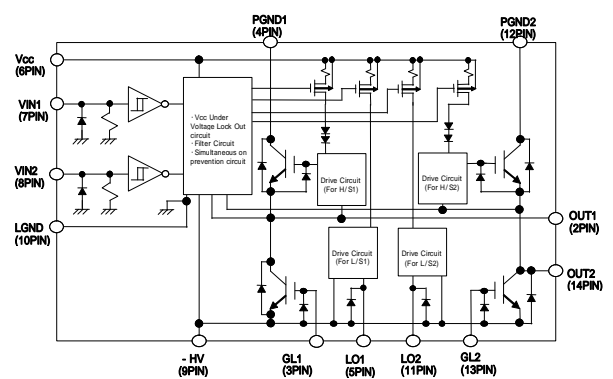 PGND1
(4PIN)
PGND2
(12PIN)
Vcc
(6PIN)
VIN1
(7PIN)
· Vcc Under
Voltage Lock Out
circuit
· Filter Circuit
· Simultaneous on
prevention circuit
VIN2
(8PIN)
Drive Circuit
(For H/S1)
Drive Circuit
(For H/S2)
LGND
(10PIN)
OUT1
(2PIN)
Drive Circuit
(For L/S1)
Drive Circuit
(For L/S2)
OUT2
(14PIN)
- HV
(9PIN)
GL1
(3PIN)
LO1
(5PIN)
LO2
(11PIN)
GL2
(13PIN)